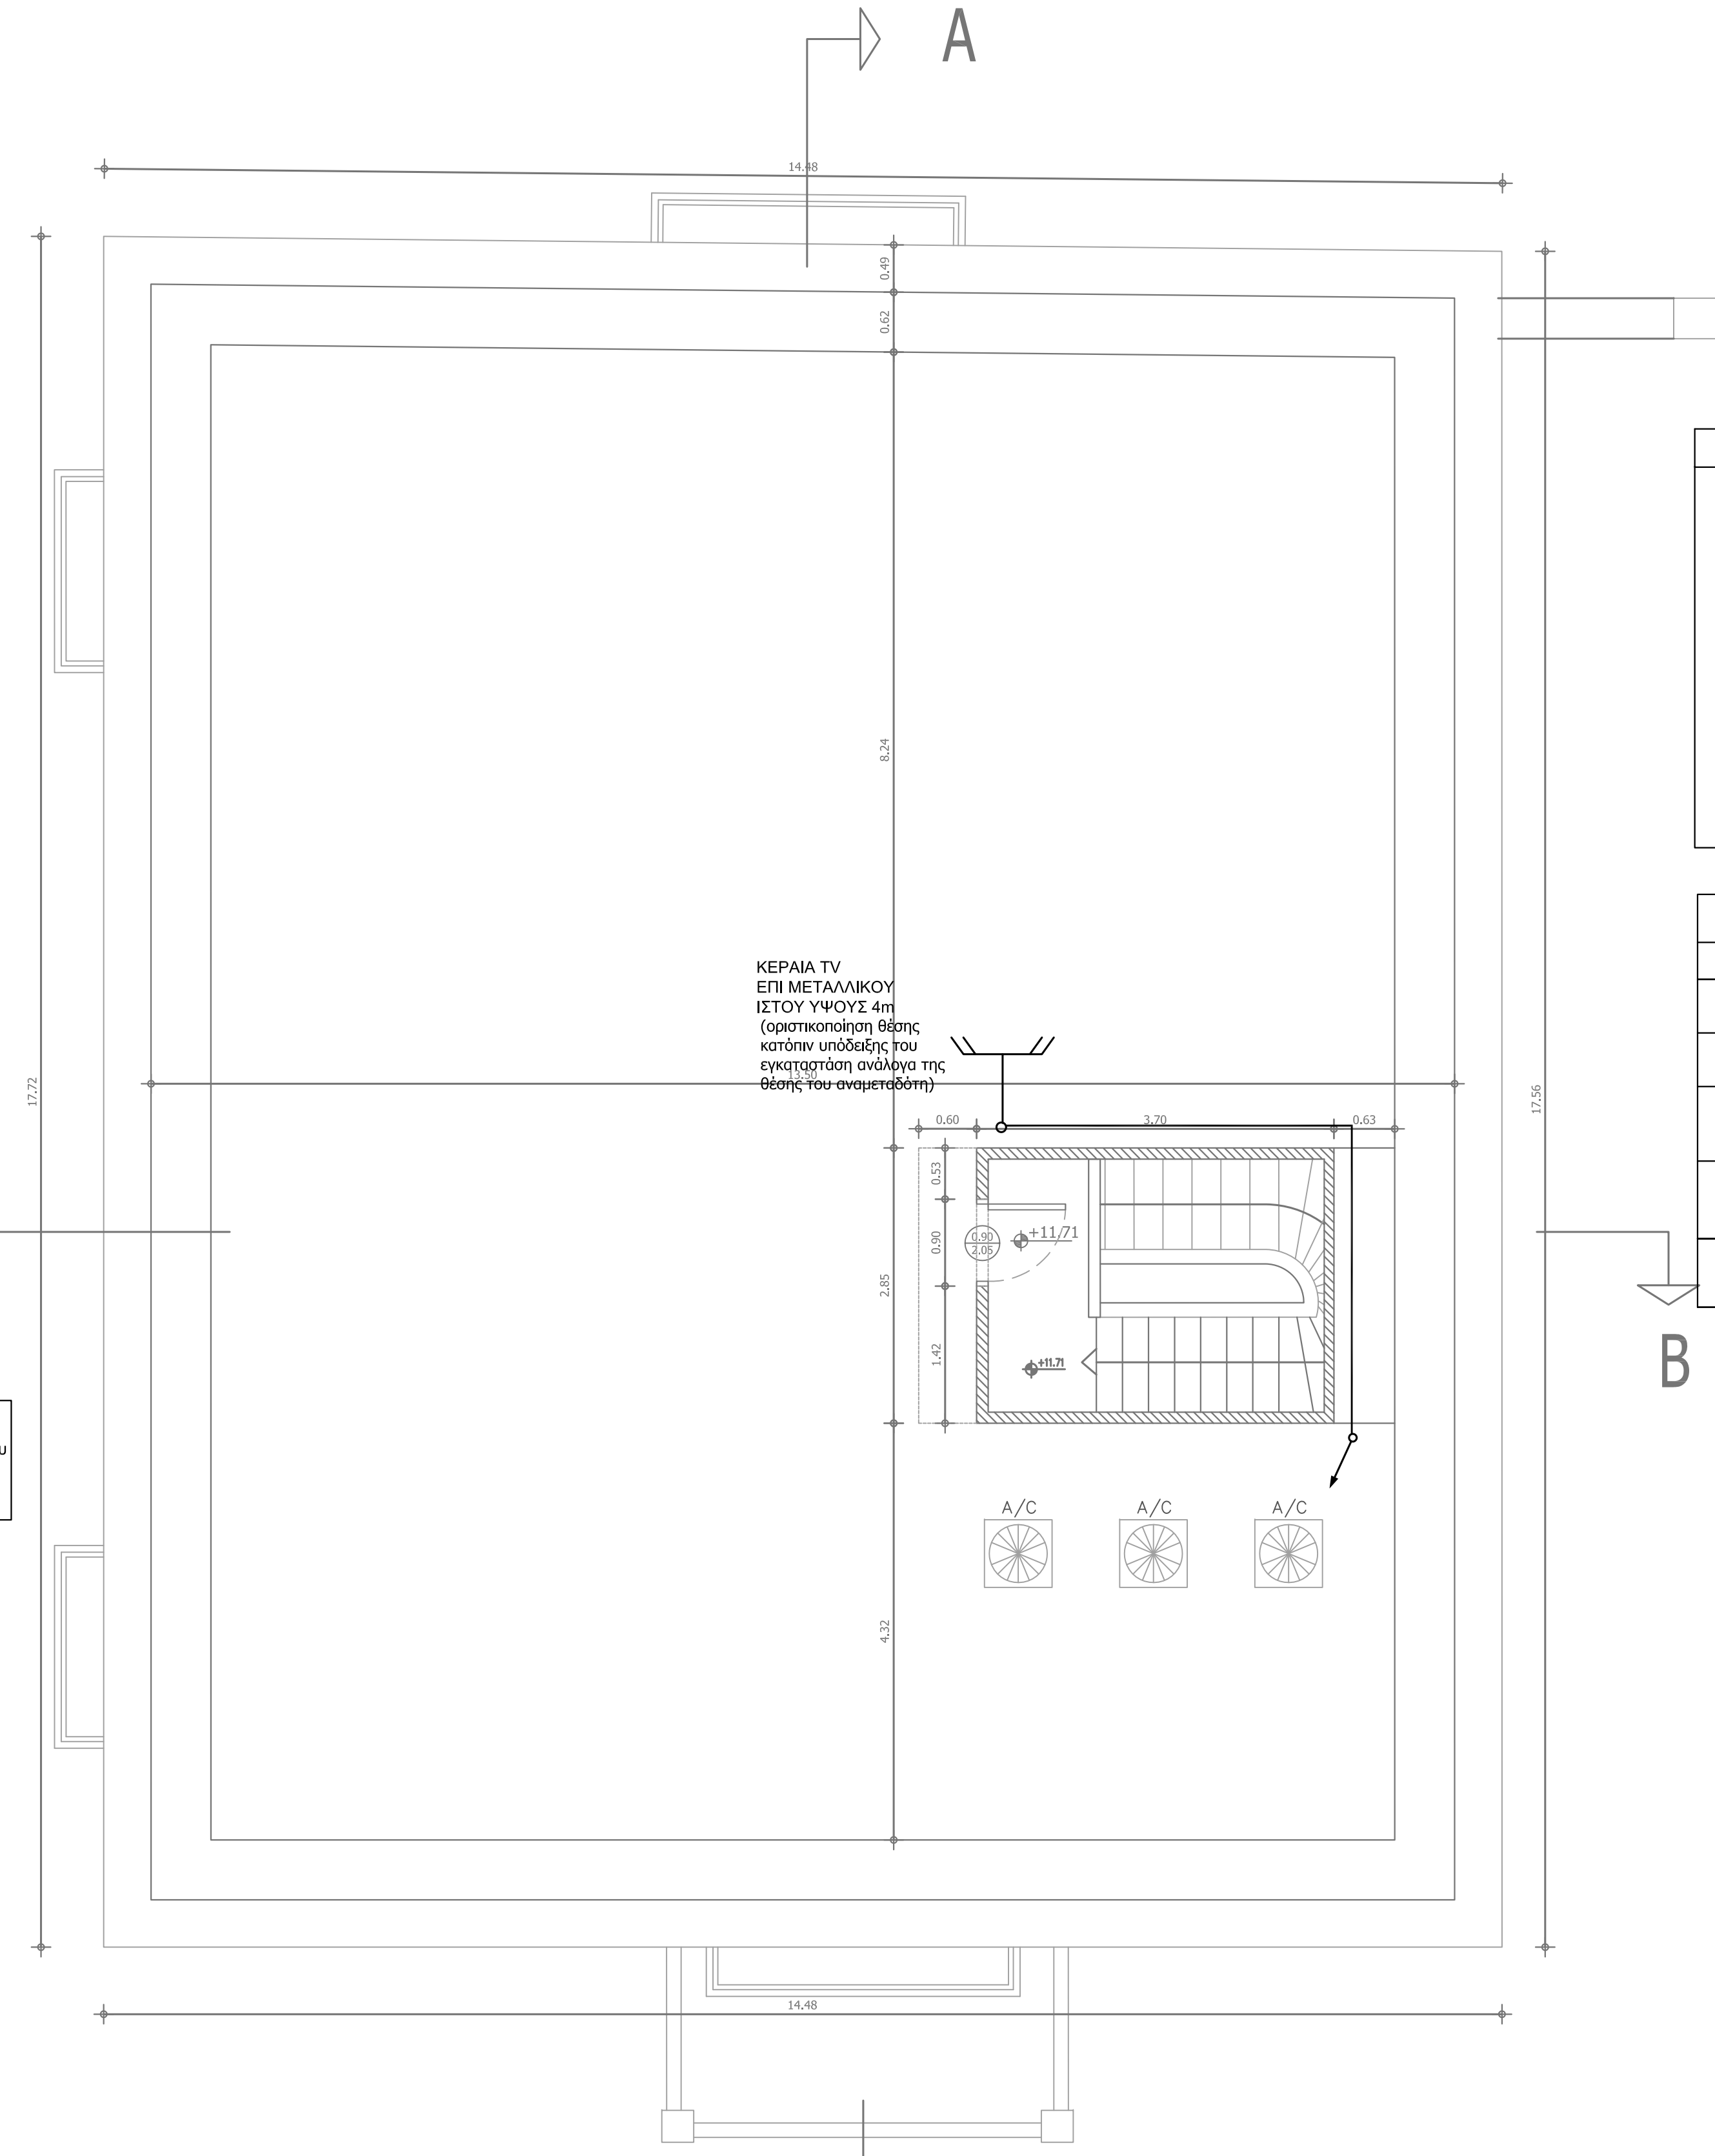 A
14.48
0.49
0.62
8.24
ΚΕΡΑΙΑ TV
ΕΠΙ ΜΕΤΑΛΛΙΚΟΥ
ΙΣΤΟΥ ΥΨΟΥΣ 4m
(οριστικοποίηση θέσης
κατόπιν υπόδειξης του
εγκαταστάση ανάλογα της
θέσης του αναμεταδότη)
13.50
17.72
17.56
0.60
3.70
0.63
0.53
0.90
0.90
2.05
+11.71
2.85
1.42
+11.71
B
υ
A/C
A/C
A/C
4.32
14.48